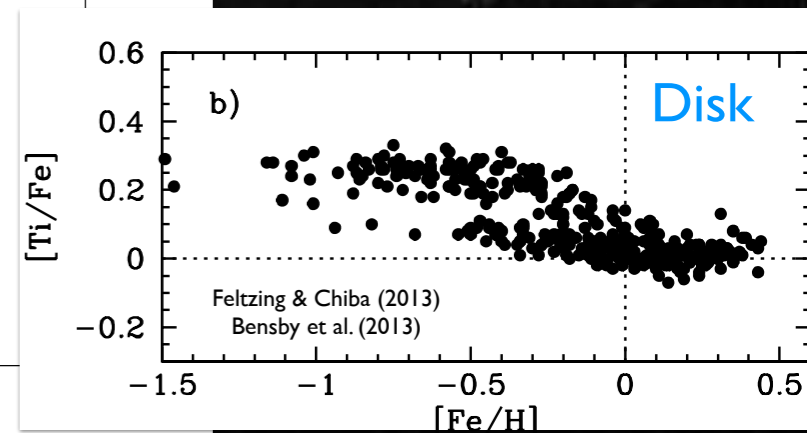 0.6
b)
Disk
0.4
[Ti/Fe]
0.2
0
Feltzing & Chiba (2013)
Bensby et al. (2013)
−0.2
−1.5 −1 −0.5 0 0.5
[Fe/H]